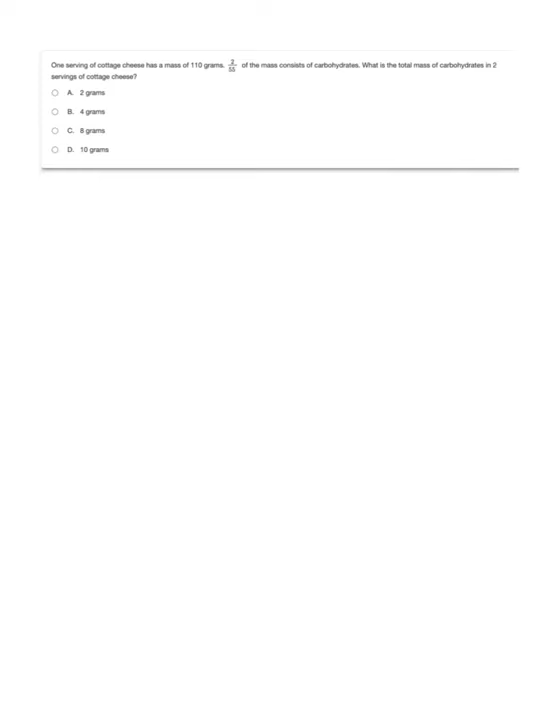 One serving of cottage cheese has a mass of 110 grams. 2/55 of the mass consists of carbohydrates. What is the total mass of carbohydrates in 2
servings of cottage cheese?
A. 2 grams
B. 4 grams
C. 8 grams
D. 10 grams